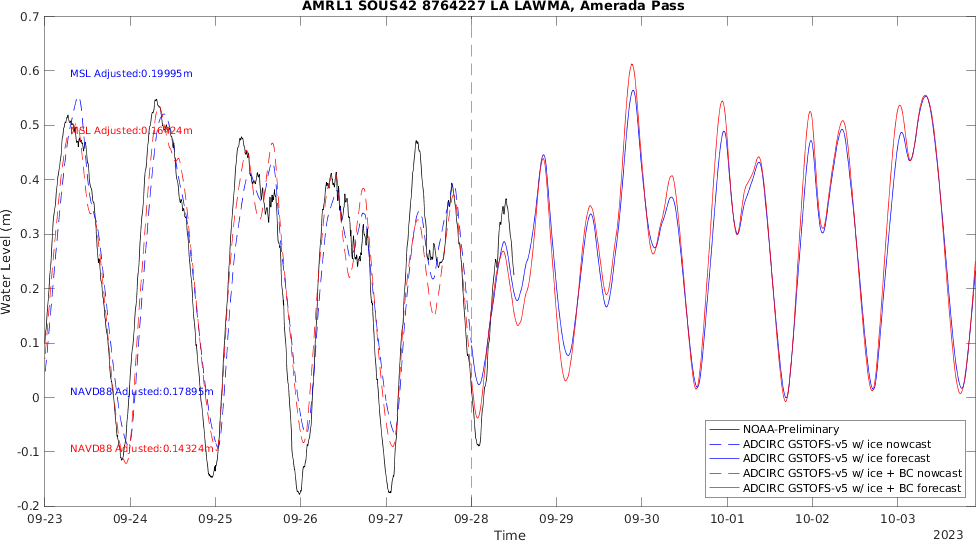 AMRL1 SOUS42 8764227 LA LAWMA, Amerada Pass
0.7
0.6
0.5
0.4
0.3
0.2
0.1
0
-0.1
-0.2
Water Level (m)
MSL Adjusted:0.19995m
MSL Adjusted:0.16424m
NAVD88 Adjusted:0.17895m
NAVD88 Adjusted:0.14324m
NOAA-Preliminary
ADCIRC GSTOFS-v5 w/ ice nowcast
ADCIRC GSTOFS-v5 w/ ice forecast
ADCIRC GSTOFS-v5 w/ ice + BC nowcast
ADCIRC GSTOFS-v5 w/ ice + BC forecast
09-23 09-24 09-25 09-26 09-27 09-28 09-29 09-30 10-01 10-02 10-03
Time
2023